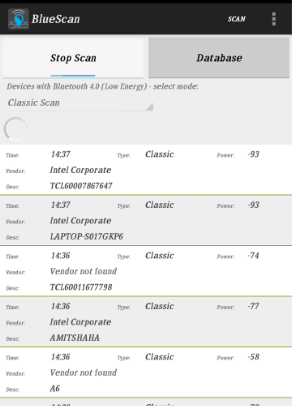 BlueScan SCAN
Stop Scan Database
Devices with Bluetooth 4.0 (Low Energy) - select mode:
Classic Scan
Time: 14:37 Type: Classic Power: -93
Vendor: Intel Corporate
Desc: TCL60007867647
Time: 14:37 Type: Classic Power: -93
Vendor: Intel Corporate
Desc: LAPTOP-S017GKP6
Time: 14:36 Type: Classic Power: -74
Vendor: Vendor not found
Desc: TCL60011677798
Time: 14:36 Type: Classic Power: -77
Vendor: Intel Corporate
Desc: AMITSHAHA
Time: 14:36 Type: Classic Power: -58
Vendor: Vendor not found
Desc: A6